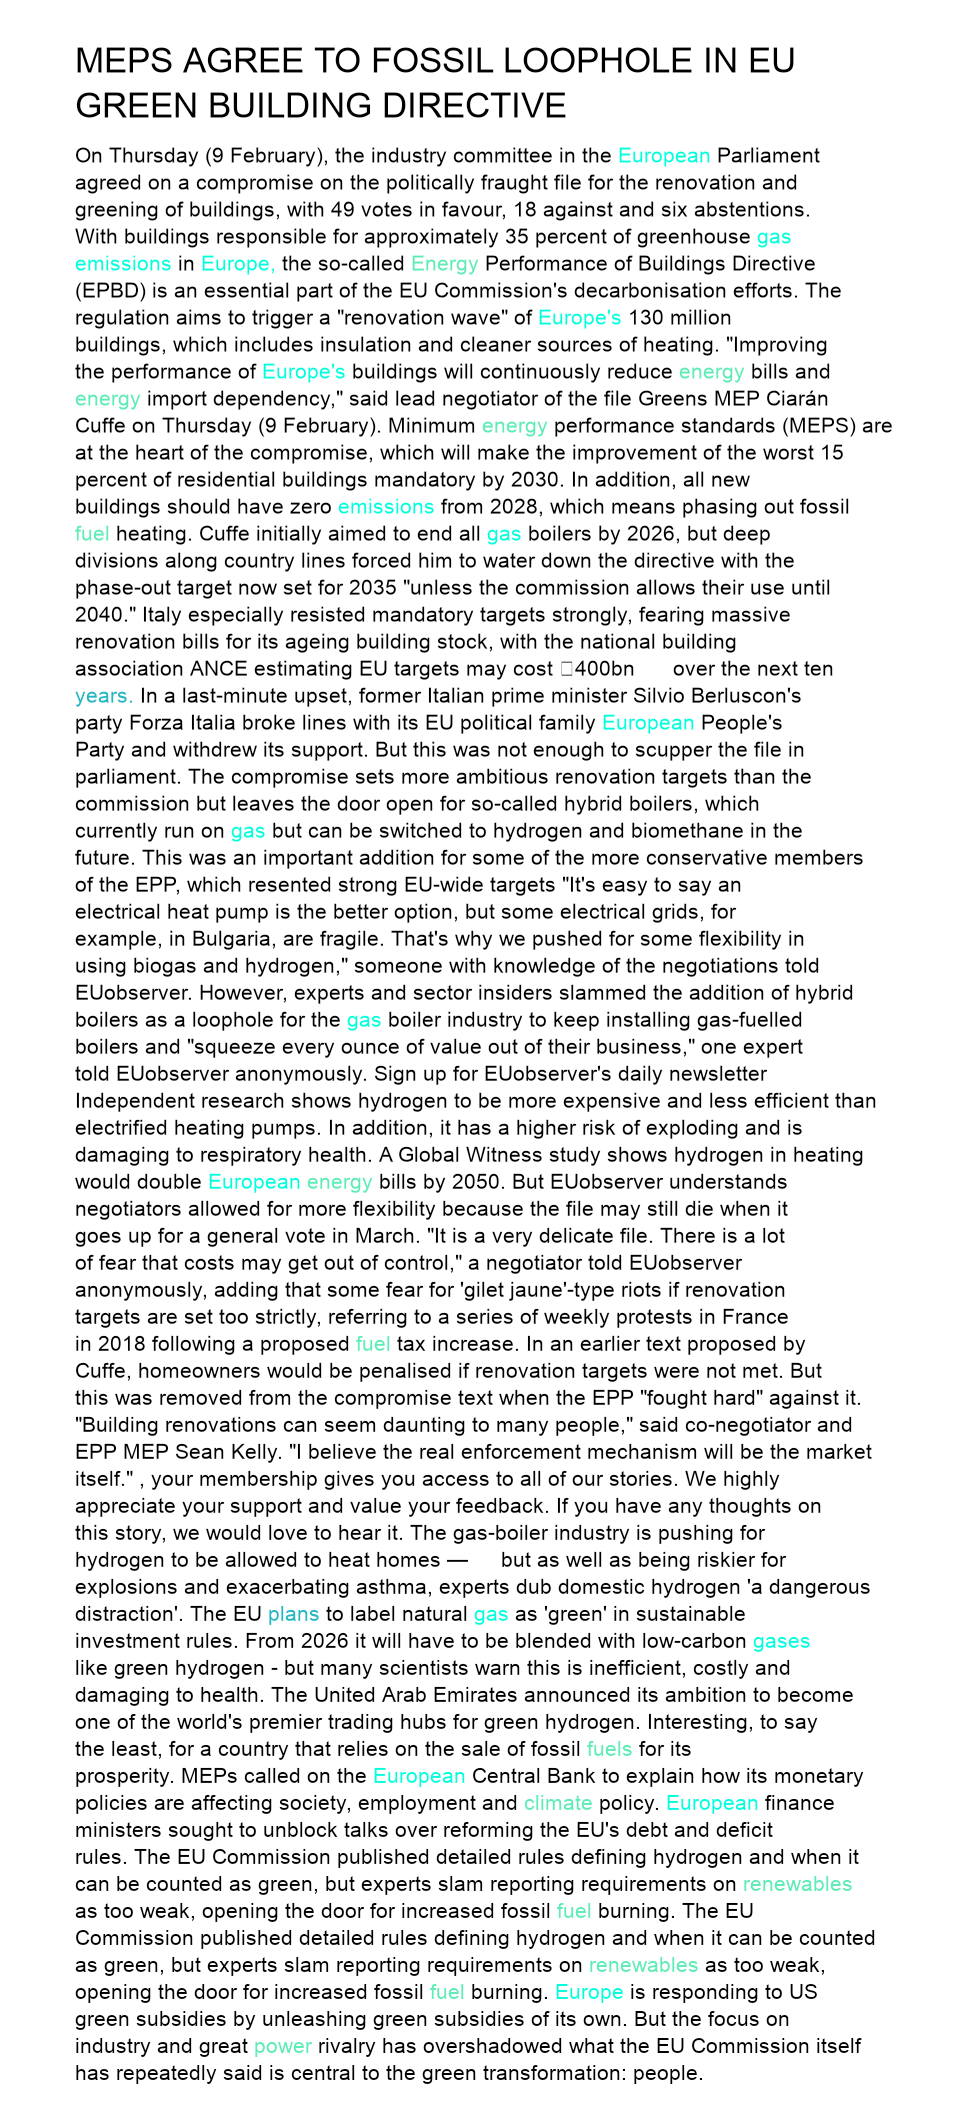 MEPS AGREE TO FOSSIL LOOPHOLE IN EU
GREEN BUILDING DIRECTIVE
On Thursday (9 February), the industry committee in the European Parliament
agreed on a compromise on the politically fraught file for the renovation and
greening of buildings, with 49 votes in favour, 18 against and six abstentions.
With buildings responsible for approximately 35 percent of greenhouse gas
emissions in Europe, the so-called Energy Performance of Buildings Directive
(EPBD) is an essential part of the EU Commission's decarbonisation efforts. The
regulation aims to trigger a "renovation wave" of Europe's 130 million
buildings, which includes insulation and cleaner sources of heating. "Improving
the performance of Europe's buildings will continuously reduce energy bills and
energy import dependency," said lead negotiator of the file Greens MEP Ciarán
Cuffe on Thursday (9 February). Minimum energy performance standards (MEPS) are
at the heart of the compromise, which will make the improvement of the worst 15
percent of residential buildings mandatory by 2030. In addition, all new
buildings should have zero emissions from 2028, which means phasing out fossil
fuel heating. Cuffe initially aimed to end all gas boilers by 2026, but deep
divisions along country lines forced him to water down the directive with the
phase-out target now set for 2035 "unless the commission allows their use until
2040." Italy especially resisted mandatory targets strongly, fearing massive
renovation bills for its ageing building stock, with the national building
association ANCE estimating EU targets may cost □400bn over the next ten
years. In a last-minute upset, former Italian prime minister Silvio Berluscon's
party Forza Italia broke lines with its EU political family European People's
Party and withdrew its support. But this was not enough to scupper the file in
parliament. The compromise sets more ambitious renovation targets than the
commission but leaves the door open for so-called hybrid boilers, which
currently run on gas but can be switched to hydrogen and biomethane in the
future. This was an important addition for some of the more conservative members
of the EPP, which resented strong EU-wide targets "It's easy to say an
electrical heat pump is the better option, but some electrical grids, for
example, in Bulgaria, are fragile. That's why we pushed for some flexibility in
using biogas and hydrogen," someone with knowledge of the negotiations told
EUobserver. However, experts and sector insiders slammed the addition of hybrid
boilers as a loophole for the gas boiler industry to keep installing gas-fuelled
boilers and "squeeze every ounce of value out of their business," one expert
told EUobserver anonymously. Sign up for EUobserver's daily newsletter
Independent research shows hydrogen to be more expensive and less efficient than
electrified heating pumps. In addition, it has a higher risk of exploding and is
damaging to respiratory health. A Global Witness study shows hydrogen in heating
would double European energy bills by 2050. But EUobserver understands
negotiators allowed for more flexibility because the file may still die when it
goes up for a general vote in March. "It is a very delicate file. There is a lot
of fear that costs may get out of control," a negotiator told EUobserver
anonymously, adding that some fear for 'gilet jaune'-type riots if renovation
targets are set too strictly, referring to a series of weekly protests in France
in 2018 following a proposed fuel tax increase. In an earlier text proposed by
Cuffe, homeowners would be penalised if renovation targets were not met. But
this was removed from the compromise text when the EPP "fought hard" against it.
"Building renovations can seem daunting to many people," said co-negotiator and
EPP MEP Sean Kelly. "I believe the real enforcement mechanism will be the market
itself." , your membership gives you access to all of our stories. We highly
appreciate your support and value your feedback. If you have any thoughts on
this story, we would love to hear it. The gas-boiler industry is pushing for
hydrogen to be allowed to heat homes — but as well as being riskier for
explosions and exacerbating asthma, experts dub domestic hydrogen 'a dangerous
distraction'. The EU plans to label natural gas as 'green' in sustainable
investment rules. From 2026 it will have to be blended with low-carbon gases
like green hydrogen - but many scientists warn this is inefficient, costly and
damaging to health. The United Arab Emirates announced its ambition to become
one of the world's premier trading hubs for green hydrogen. Interesting, to say
the least, for a country that relies on the sale of fossil fuels for its
prosperity. MEPs called on the European Central Bank to explain how its monetary
policies are affecting society, employment and climate policy. European finance
ministers sought to unblock talks over reforming the EU's debt and deficit
rules. The EU Commission published detailed rules defining hydrogen and when it
can be counted as green, but experts slam reporting requirements on renewables
as too weak, opening the door for increased fossil fuel burning. The EU
Commission published detailed rules defining hydrogen and when it can be counted
as green, but experts slam reporting requirements on renewables as too weak,
opening the door for increased fossil fuel burning. Europe is responding to US
green subsidies by unleashing green subsidies of its own. But the focus on
industry and great power rivalry has overshadowed what the EU Commission itself
has repeatedly said is central to the green transformation: people.